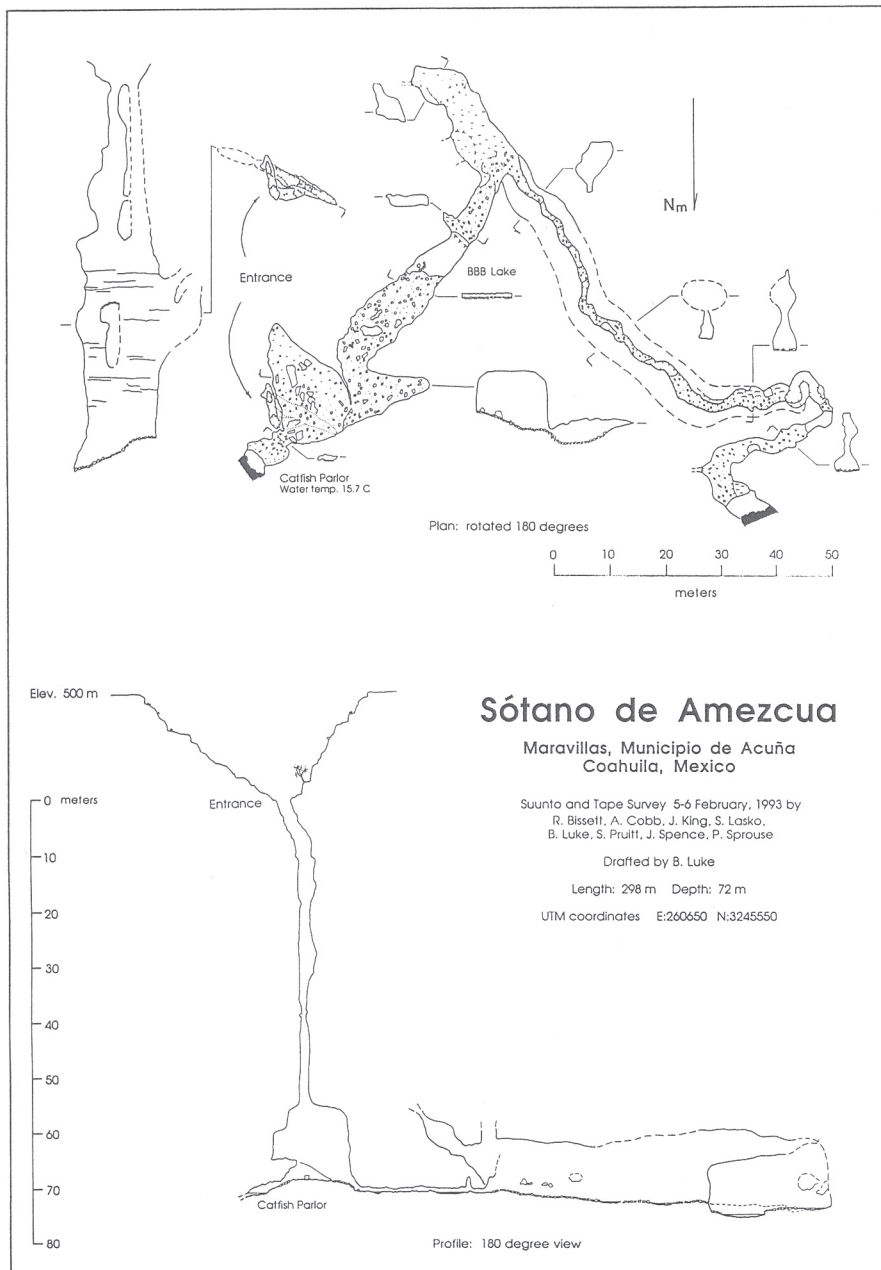 Entrance
BBB Lake
Nm
Catfish Parlor
Water temp. 15.7 C
Plan: rotated 180 degrees
0 10 20 30 40 50
meters
Elev. 500 m
Sótano de Amezcua
Maravillas, Municipio de Acuña
Coahuila, Mexico
Suunto and Tape Survey 5-6 February, 1993 by
R. Bissett, A. Cobb, J. King, S. Lasko,
B. Luke, S. Pruitt, J. Spence, P. Sprouse
Drafted by B. Luke
Length: 298 m Depth: 72 m
UTM coordinates E:260650 N:3245550
0 meters
Entrance
10
20
30
40
50
60
70
80
Catfish Parlor
Profile: 180 degree view